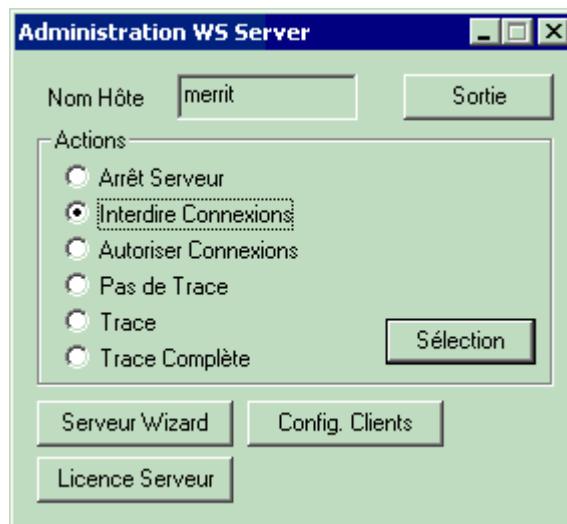 Administration WS Server
Nom Hôte merrit Sortie
Actions
Arrêt Serveur
Interdire Connexions
Autoriser Connexions
Pas de Trace
Trace
Trace Complète
Sélection
Serveur Wizard Config. Clients
Licence Serveur